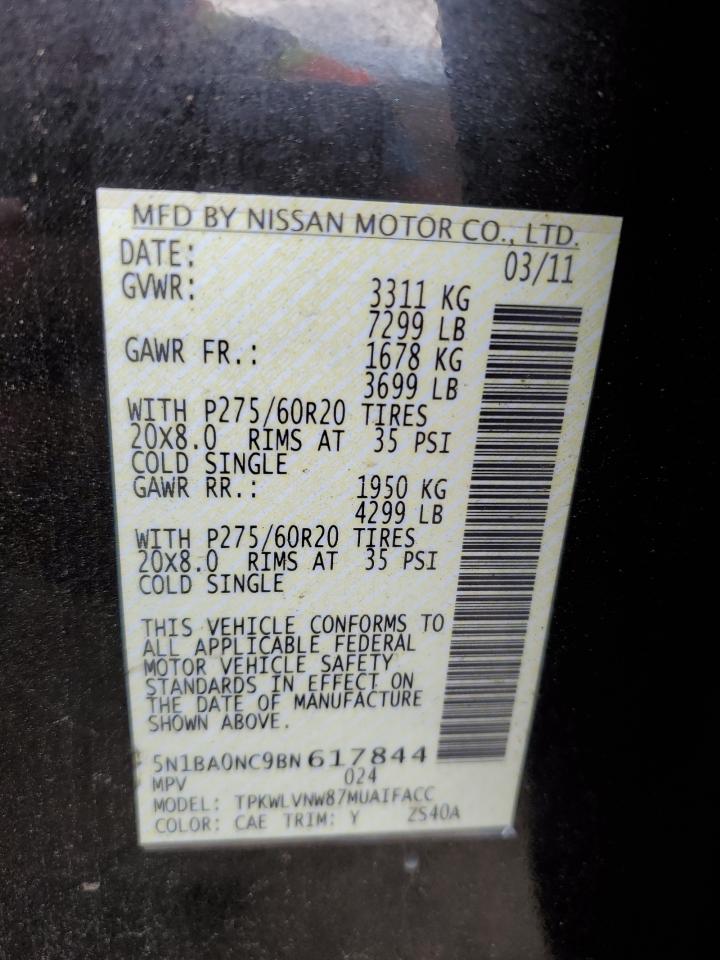 MFD BY NISSAN MOTOR CO., LTD.
DATE: 03/11
GVWR: 3311 KG
7299 LB
GAWR FR.: 1678 KG
3699 LB
WITH P275/60R20 TIRES
20X8.0 RIMS AT 35 PSI
COLD SINGLE
GAWR RR.: 1950 KG
4299 LB
WITH P275/60R20 TIRES
20X8.0 RIMS AT 35 PSI
COLD SINGLE
THIS VEHICLE CONFORMS TO
ALL APPLICABLE FEDERAL
MOTOR VEHICLE SAFETY
STANDARDS IN EFFECT ON
THE DATE OF MANUFACTURE
SHOWN ABOVE.
5N1BA0NC9BN617844
MPV 024
MODEL: TPKWLVNW87MUAIFACC
COLOR: CAE TRIM: Y ZS40A